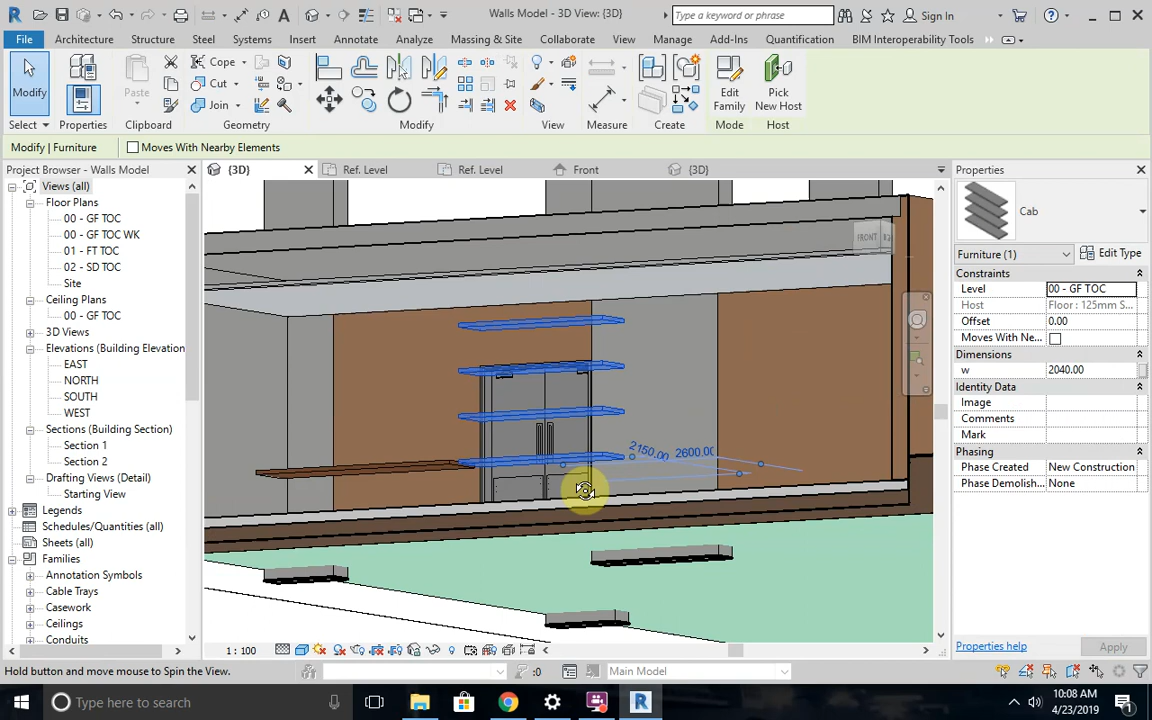 Walls Model - 3D View: {3D}
Type a keyword or phrase
Sign In
File Architecture Structure Steel Systems Insert Annotate Analyze Massing & Site Collaborate View Manage Add-Ins Quantification BIM Interoperability Tools Modify
Modify
Select
Properties
Paste
Clipboard
Cope
Cut
Join
Geometry
Modify
View
Measure
Create
Edit
Family
Mode
Pick
New Host
Host
Modify | Furniture
Moves With Nearby Elements
Project Browser - Walls Model
{3D}
Ref. Level
Ref. Level
Front
{3D}
Properties
Views (all)
Floor Plans
00 - GF TOC
00 - GF TOC WK
01 - FT TOC
02 - SD TOC
Site
Ceiling Plans
00 - GF TOC
3D Views
Elevations (Building Elevation
EAST
NORTH
SOUTH
WEST
Sections (Building Section)
Section 1
Section 2
Drafting Views (Detail)
Starting View
Legends
Schedules/Quantities (all)
Sheets (all)
Families
Annotation Symbols
Cable Trays
Casework
Ceilings
Conduits
FRONT
2150.00 2600.00
Cab
Furniture (1)
Edit Type
Constraints
Level 00 - GF TOC
Host Floor : 125mm S...
Offset 0.00
Moves With Ne...
Dimensions
w 2040.00
Identity Data
Image
Comments
Mark
Phasing
Phase Created New Construction
Phase Demolish... None
Properties help
Apply
1 : 100
Hold button and move mouse to Spin the View.
:0
Main Model
:0
Type here to search
10:08 AM
4/23/2019
1